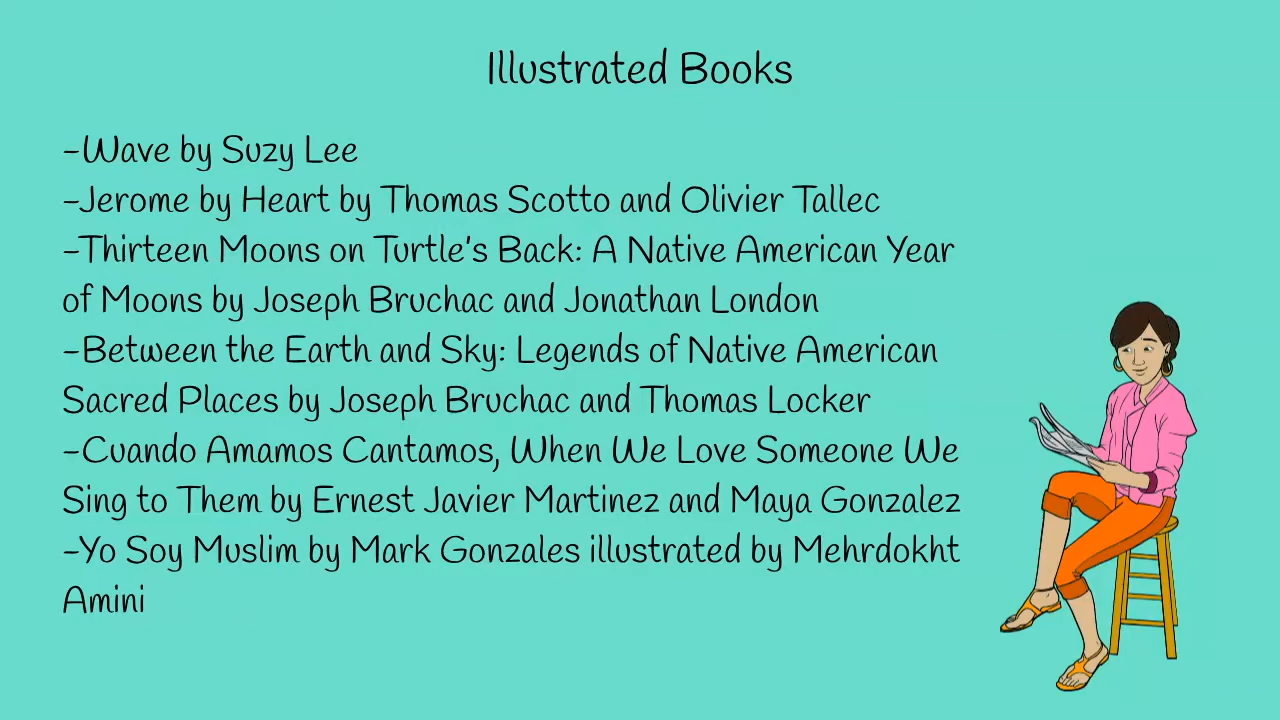 Illustrated Books
-Wave by Suzy Lee
-Jerome by Heart by Thomas Scotto and Olivier Tallec
-Thirteen Moons on Turtle's Back: A Native American Year
of Moons by Joseph Bruchac and Jonathan London
-Between the Earth and Sky: Legends of Native American
Sacred Places by Joseph Bruchac and Thomas Locker
-Cuando Amamos Cantamos, When We Love Someone We
Sing to Them by Ernest Javier Martinez and Maya Gonzalez
-Yo Soy Muslim by Mark Gonzales illustrated by Mehrdokht
Amini